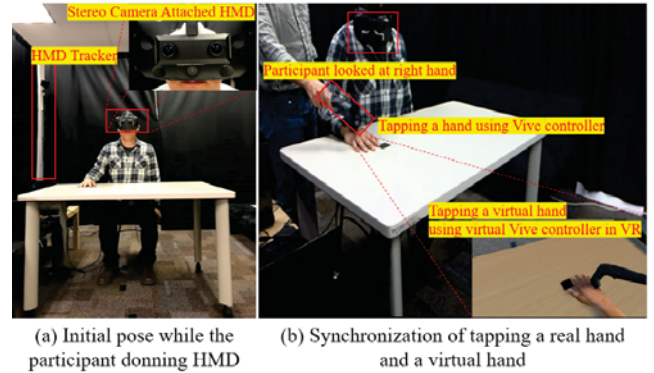 Stereo Camera Attached HMD
HMD Tracker
Participant looked at right hand
Tapping a hand using Vive controller
Tapping a virtual hand
using virtual Vive controller in VR
(a) Initial pose while the
participant donning HMD
(b) Synchronization of tapping a real hand
and a virtual hand